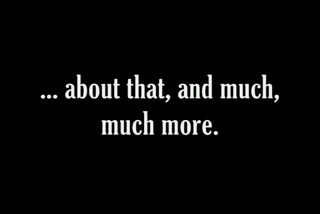 ... about that, and much,
much more.